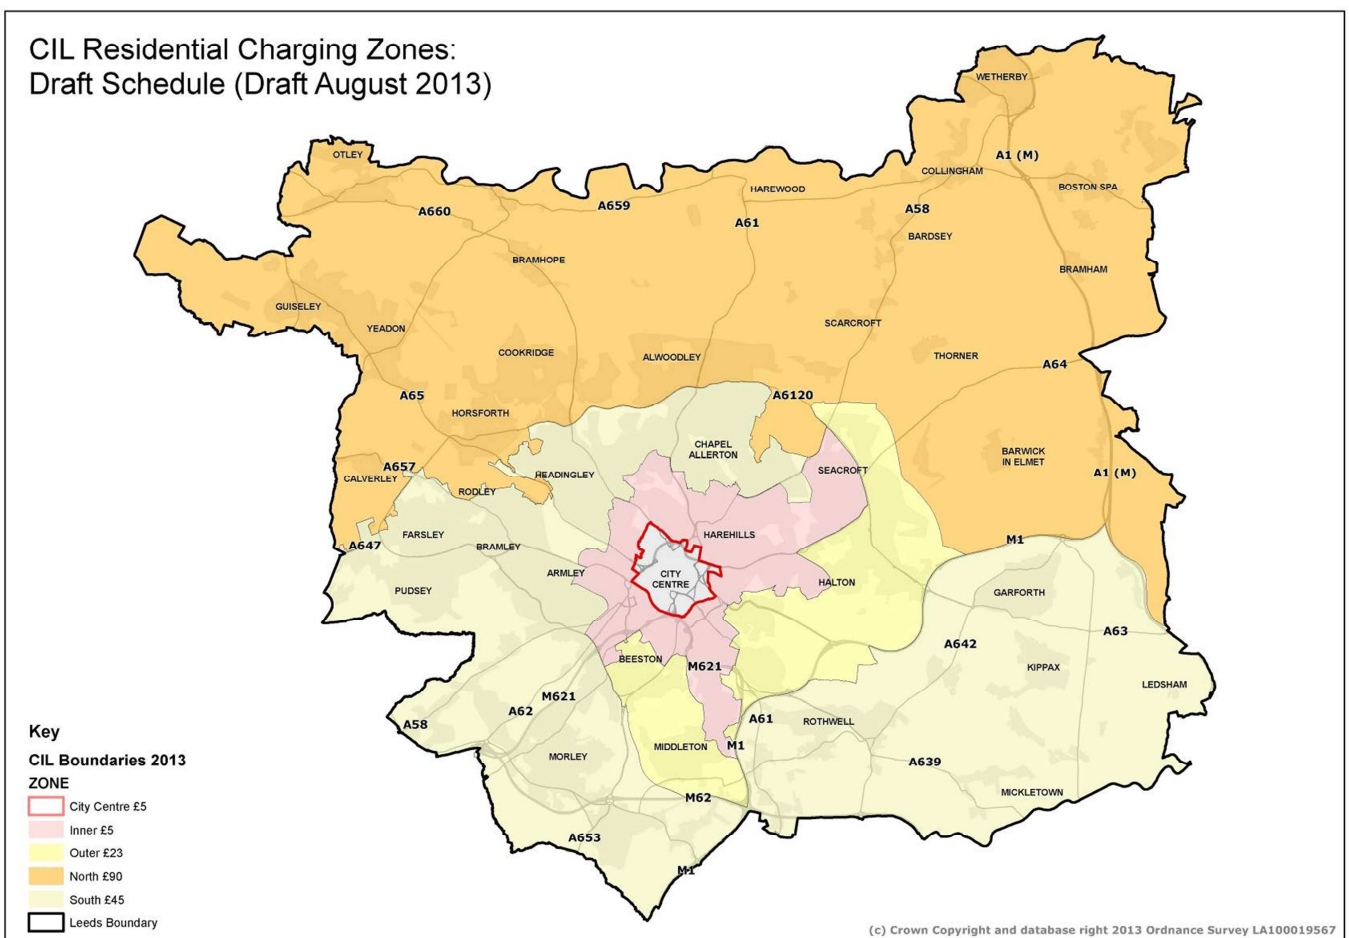 CIL Residential Charging Zones:
Draft Schedule (Draft August 2013)
WETHERBY
A1 (M)
OTLEY
COLLINGHAM
HAREWOOD
BOSTON SPA
A660
A659
A61
A58
BARDSEY
BRAMHOPE
BRAMHAM
GUISELEY
YEADON
SCARCROFT
COOKRIDGE
ALWOODLEY
THORNER
A64
A65
A6120
HORSFORTH
CHAPEL
ALLERTON
BARWICK
IN ELMET
A657
CALVERLEY
HEADINGLEY
SEACROFT
A1 (M)
RODLEY
FARSLEY
HAREHILLS
A647
BRAMLEY
M1
ARMLEY
CITY
CENTRE
HALTON
PUDSEY
GARFORTH
A63
A642
BEESTON
M621
KIPPAX
LEDSHAM
M621
A62
A58
A61
ROTHWELL
MORLEY
MIDDLETON
M1
A639
MICKLETOWN
M62
A653
M1
Key
CIL Boundaries 2013
ZONE
City Centre £5
Inner £5
Outer £23
North £90
South £45
Leeds Boundary
(c) Crown Copyright and database right 2013 Ordnance Survey LA100019567